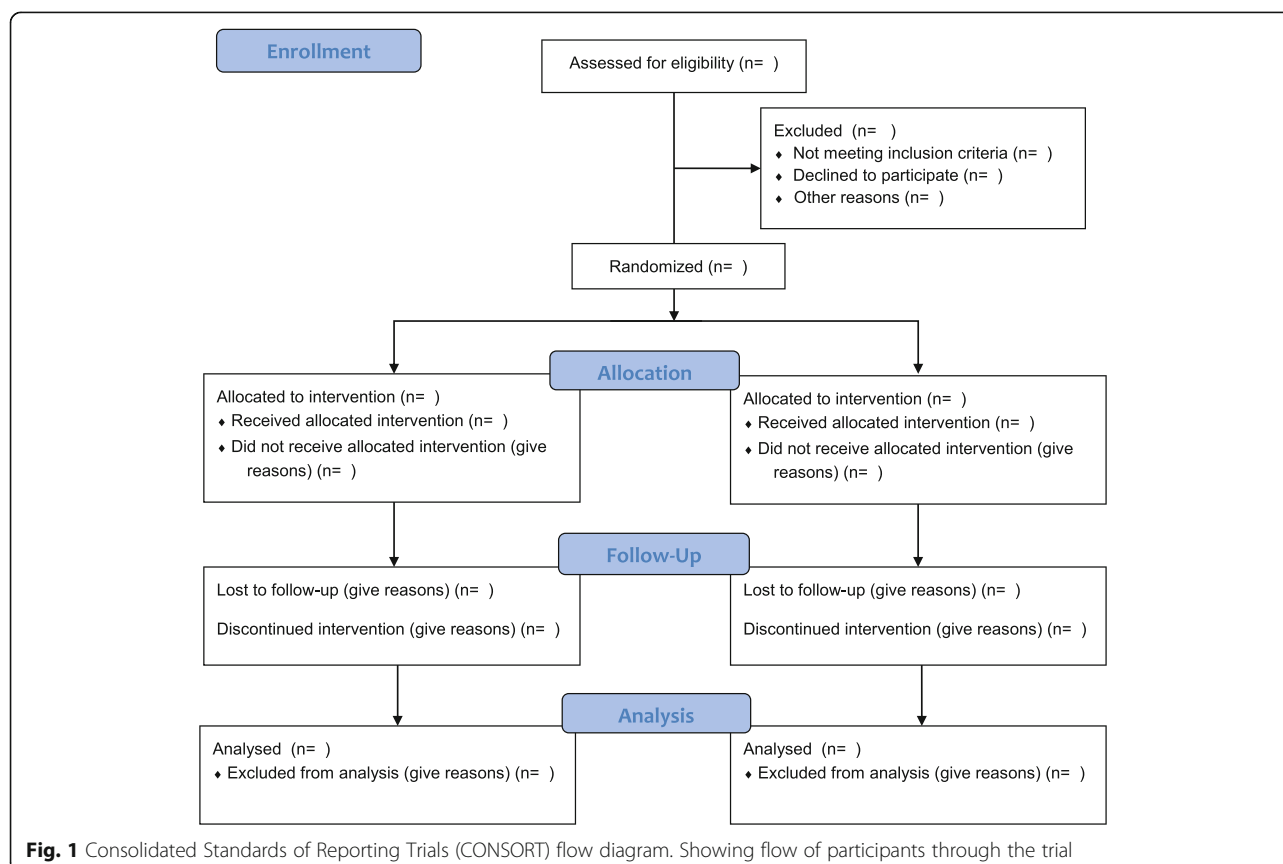 Enrollment
Assessed for eligibility (n= )
Excluded (n= )
♦ Not meeting inclusion criteria (n= )
♦ Declined to participate (n= )
♦ Other reasons (n= )
Randomized (n= )
Allocation
Allocated to intervention (n= )
♦ Received allocated intervention (n= )
♦ Did not receive allocated intervention (give
reasons) (n= )
Allocated to intervention (n= )
♦ Received allocated intervention (n= )
♦ Did not receive allocated intervention (give
reasons) (n= )
Follow-Up
Lost to follow-up (give reasons) (n= )
Discontinued intervention (give reasons) (n= )
Lost to follow-up (give reasons) (n= )
Discontinued intervention (give reasons) (n= )
Analysis
Analysed (n= )
♦ Excluded from analysis (give reasons) (n= )
Analysed (n= )
♦ Excluded from analysis (give reasons) (n= )
Fig. 1 Consolidated Standards of Reporting Trials (CONSORT) flow diagram. Showing flow of participants through the trial